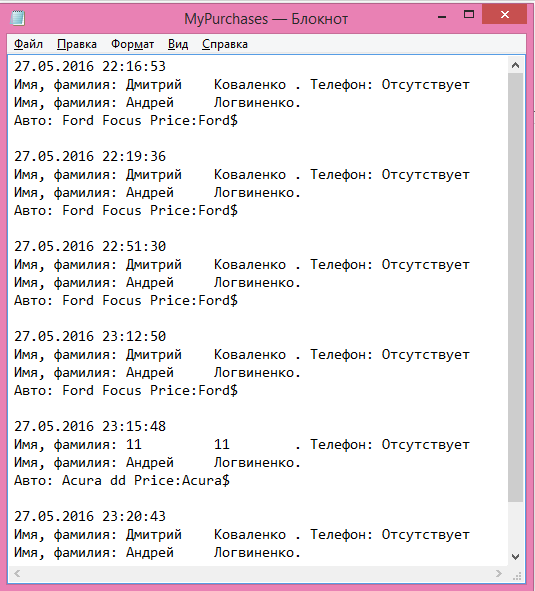 MyPurchases — Блокнот
Файл Правка Формат Вид Справка
27.05.2016 22:16:53
Имя, фамилия: Дмитрий    Коваленко . Телефон: Отсутствует
Имя, фамилия: Андрей     Логвиненко.
Авто: Ford Focus Price:Ford$

27.05.2016 22:19:36
Имя, фамилия: Дмитрий    Коваленко . Телефон: Отсутствует
Имя, фамилия: Андрей     Логвиненко.
Авто: Ford Focus Price:Ford$

27.05.2016 22:51:30
Имя, фамилия: Дмитрий    Коваленко . Телефон: Отсутствует
Имя, фамилия: Андрей     Логвиненко.
Авто: Ford Focus Price:Ford$

27.05.2016 23:12:50
Имя, фамилия: Дмитрий    Коваленко . Телефон: Отсутствует
Имя, фамилия: Андрей     Логвиненко.
Авто: Ford Focus Price:Ford$

27.05.2016 23:15:48
Имя, фамилия: 11         11        . Телефон: Отсутствует
Имя, фамилия: Андрей     Логвиненко.
Авто: Acura dd Price:Acura$

27.05.2016 23:20:43
Имя, фамилия: Дмитрий    Коваленко . Телефон: Отсутствует
Имя, фамилия: Андрей     Логвиненко.